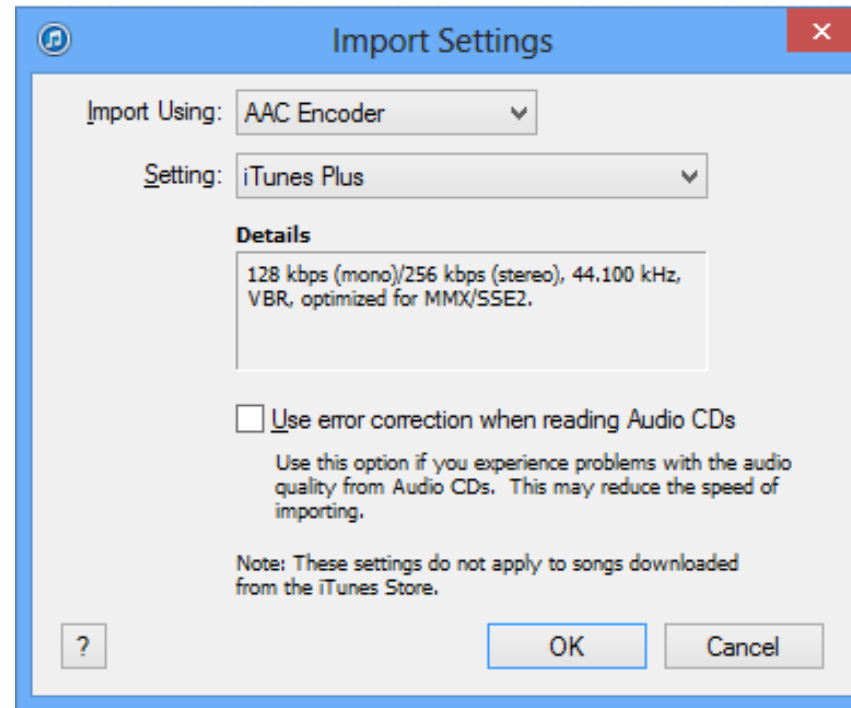 Import Settings
Import Using: AAC Encoder
Setting: iTunes Plus
Details
128 kbps (mono)/256 kbps (stereo), 44.100 kHz,
VBR, optimized for MMX/SSE2.
Use error correction when reading Audio CDs
Use this option if you experience problems with the audio
quality from Audio CDs.  This may reduce the speed of
importing.
Note: These settings do not apply to songs downloaded
from the iTunes Store.
? OK Cancel